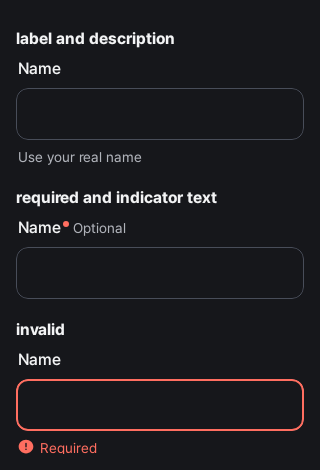 label and description
Name
Use your real name
required and indicator text
Name Optional
invalid
Name
Required